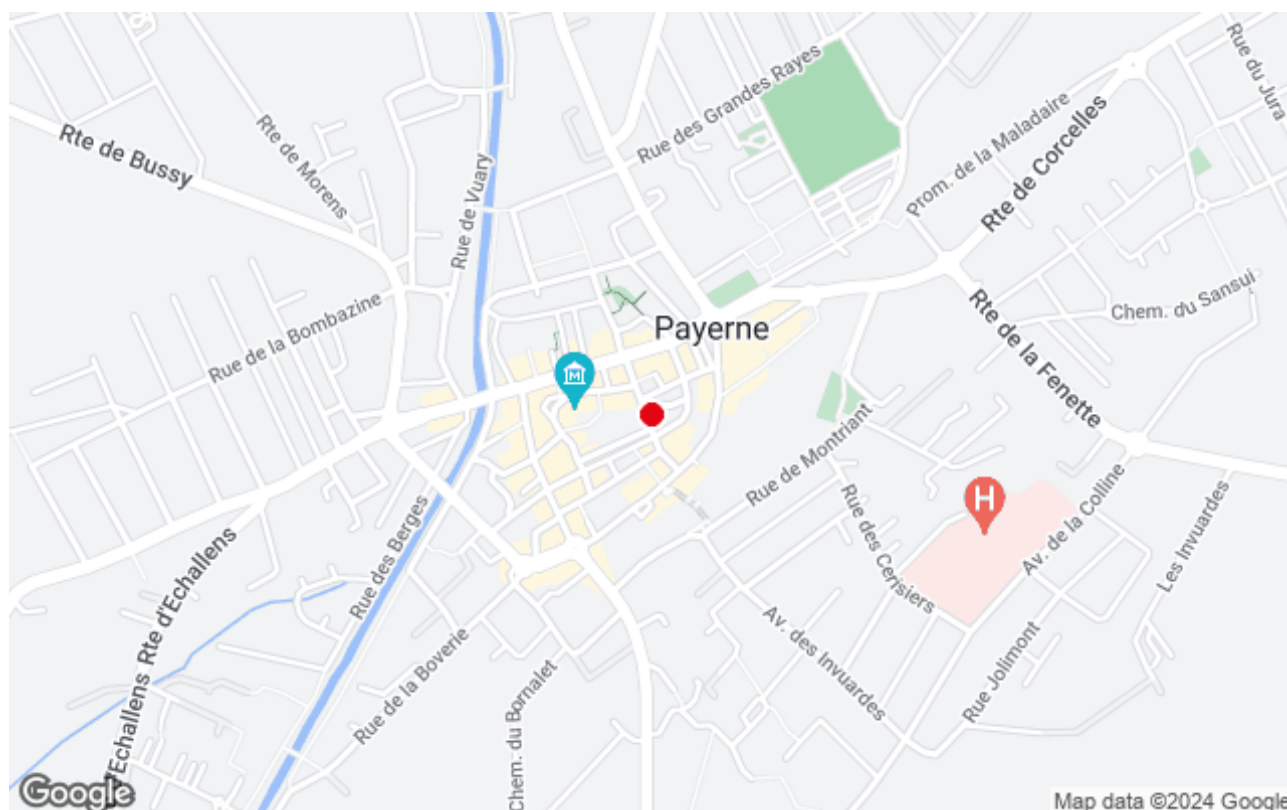 Rue du Jura
Rue des Grandes Rayes
Rte de Bussy
Rte de Morens
Rue de Vuary
Prom. de la Maladaire
Rte de Corcelles
Chem. du Sansui
Rue de la Bombazine
Payerne
M
Rte de la Fenette
Rue de Montriant
H
Rue des Cerisiers
Av. de la Colline
Les Invuardes
Rue des Berges
d'Echallens Rte d'Echallens
Rue de la Boverie
Chem. du Bornalet
Av. des Invuardes
Rue Jolimont
Google
Map data ©2024 Google